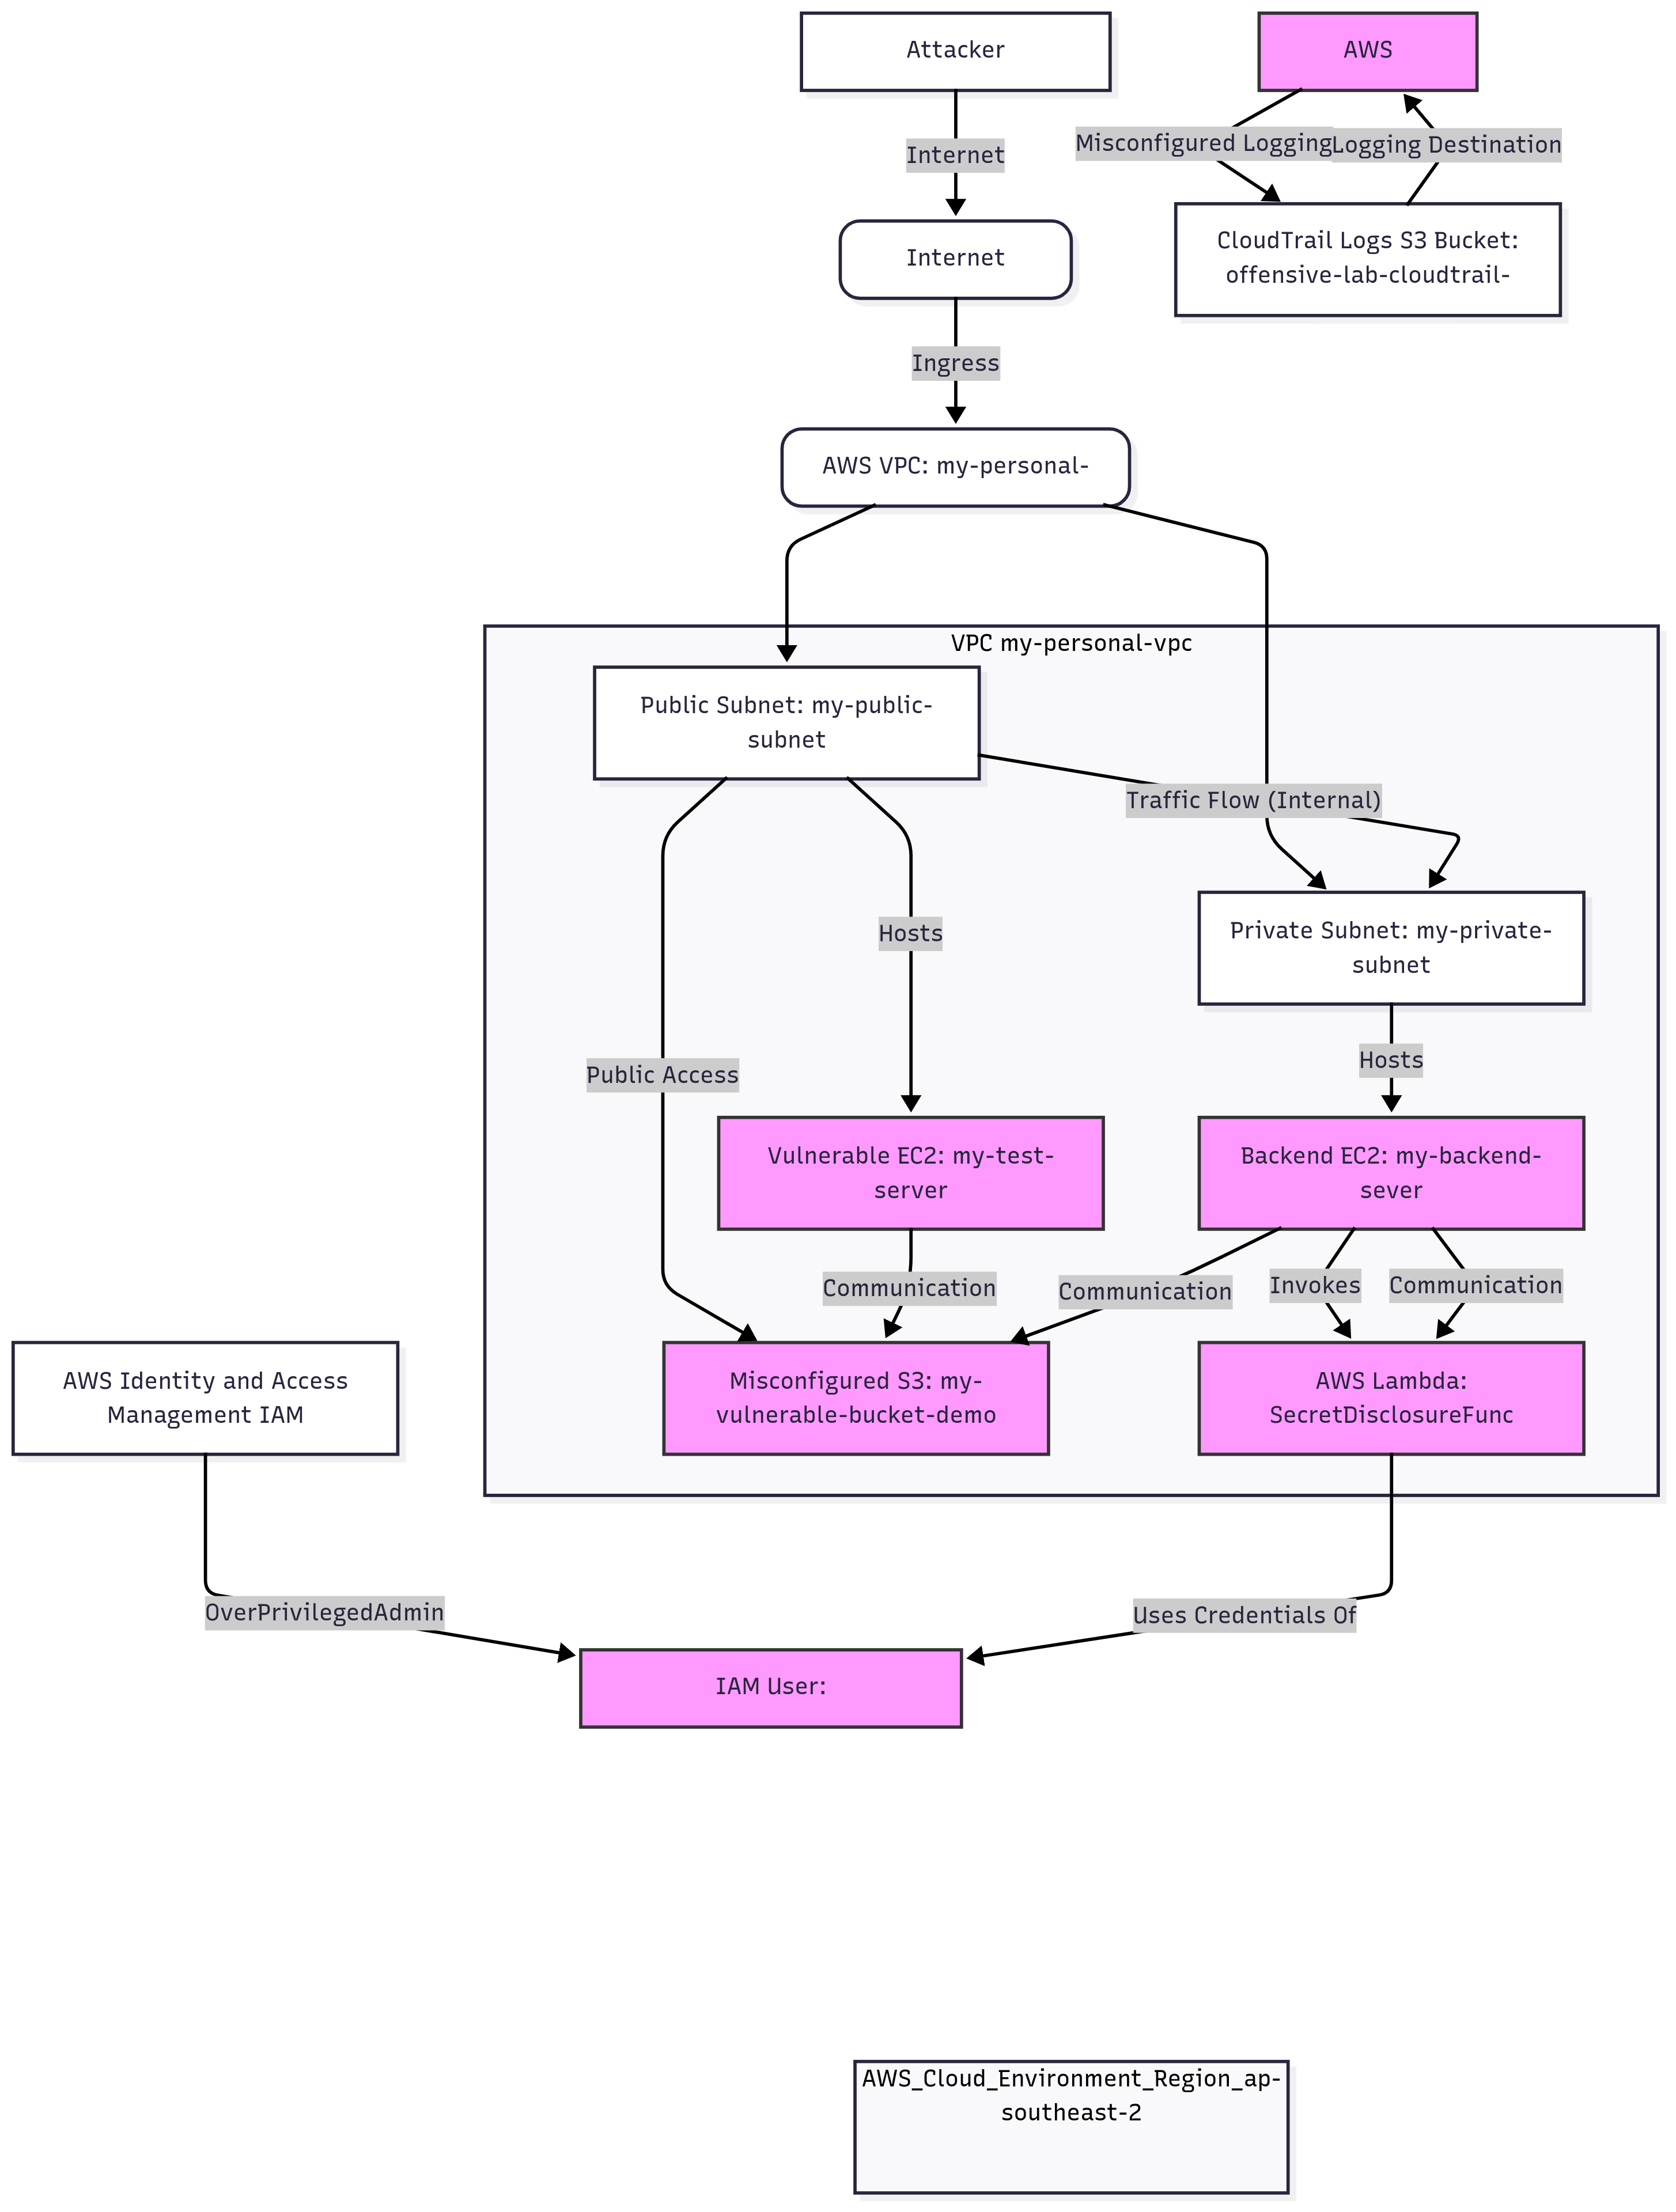 Attacker
AWS
Internet
Misconfigured Logging
Logging Destination
Internet
CloudTrail Logs S3 Bucket:
offensive-lab-cloudtrail-
Ingress
AWS VPC: my-personal-
VPC my-personal-vpc
Public Subnet: my-public-
subnet
Traffic Flow (Internal)
Hosts
Private Subnet: my-private-
subnet
Public Access
Hosts
Vulnerable EC2: my-test-
server
Backend EC2: my-backend-
sever
Communication
Communication
Invokes
Communication
AWS Identity and Access
Management IAM
Misconfigured S3: my-
vulnerable-bucket-demo
AWS Lambda:
SecretDisclosureFunc
OverPrivilegedAdmin
Uses Credentials Of
IAM User:
AWS_Cloud_Environment_Region_ap-
southeast-2